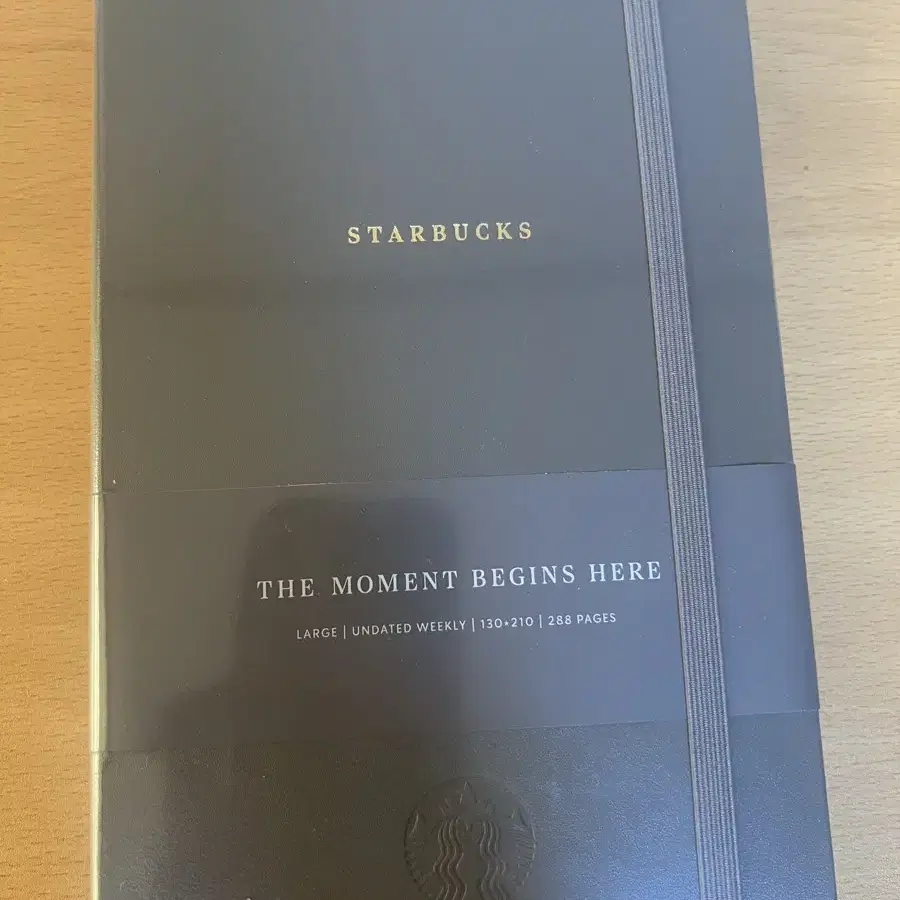 STARBUCKS
THE MOMENT BEGINS HERE
LARGE | UNDATED WEEKLY | 130*210 | 288 PAGES